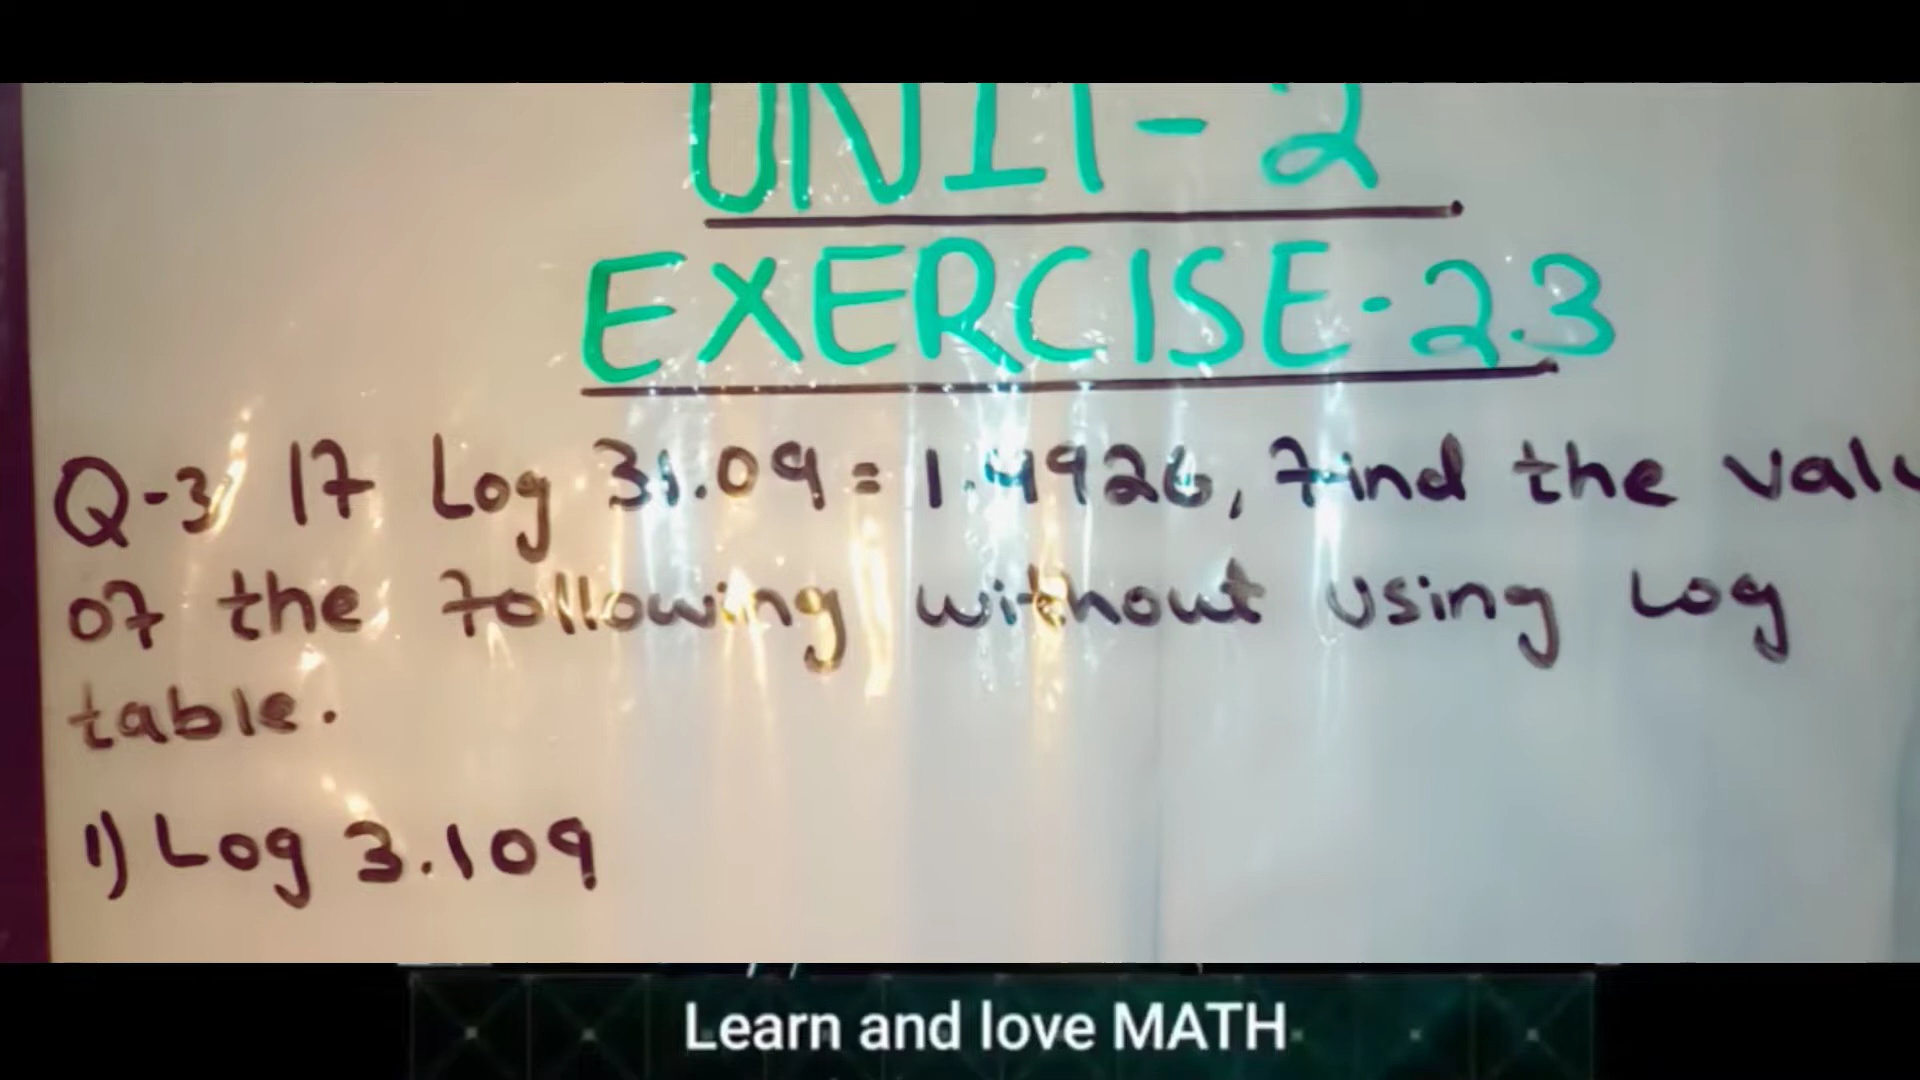 UNIT-2
EXERCISE-2.3
Q-3/ If Log 31.09 = 1.4926, find the valu
of the following without using Log
table.
1) Log 3.109
Learn and love MATH